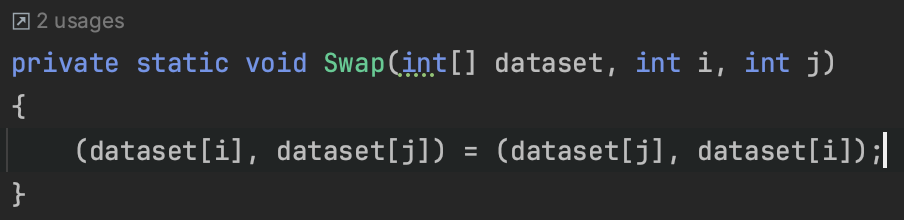 2 usages
private static void Swap(int[] dataset, int i, int j)
{
    (dataset[i], dataset[j]) = (dataset[j], dataset[i]);
}